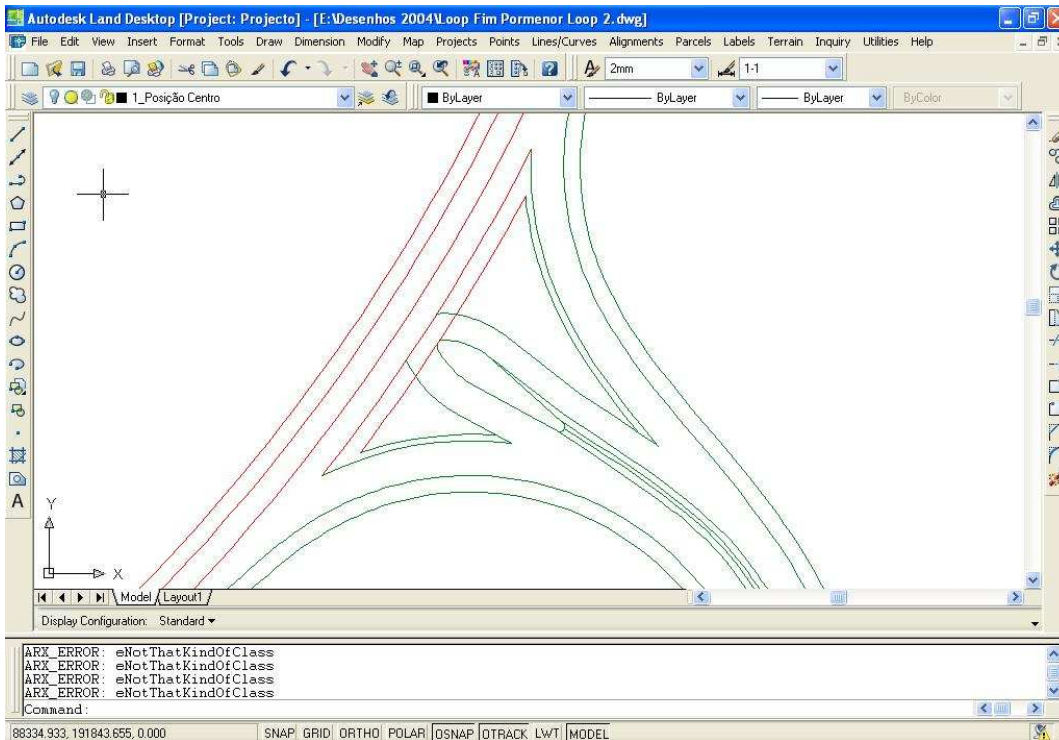 Autodesk Land Desktop [Project: Projecto] - [E:\Desenhos 2004\Loop Fim Pormenor Loop 2.dwg]
File Edit View Insert Format Tools Draw Dimension Modify Map Projects Points Lines/Curves Alignments Parcels Labels Terrain Inquiry Utilities Help
2mm 1-1
1_Posição Centro ByLayer ByLayer ByLayer ByColor
A
Y
X
Model Layout1
Display Configuration: Standard
ARX_ERROR: eNotThatKindOfClass
ARX_ERROR: eNotThatKindOfClass
ARX_ERROR: eNotThatKindOfClass
ARX_ERROR: eNotThatKindOfClass
Command:
88334.933, 191843.655, 0.000 SNAP GRID ORTHO POLAR OSNAP OTRACK LWT MODEL